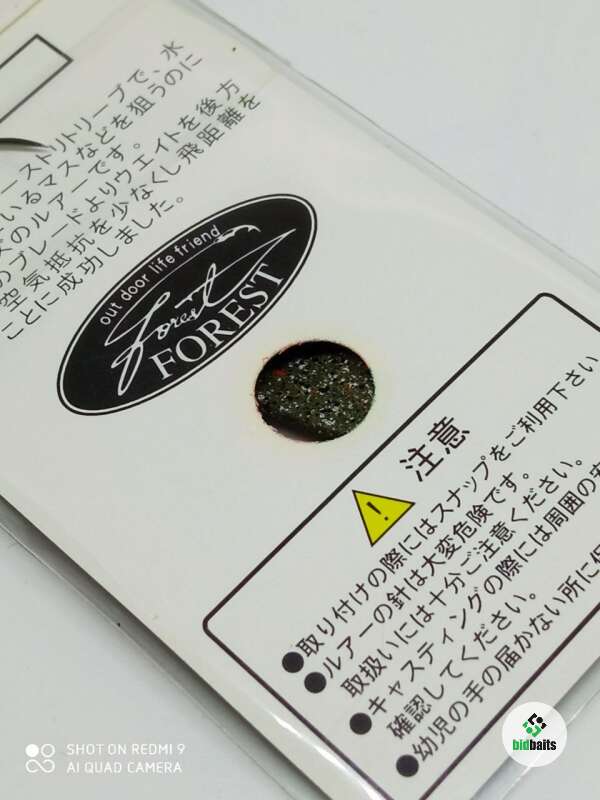 ーストリトリーブで、水
いるマスなどを狙うのに
ズのルアーです。
のブレードよりウェイトを後方
空気抵抗を少なくし飛距離を
ことに成功しました。
out door life friend
Forest
FOREST
注意
●取り付けの際にはスナップをご利用下さい
●ルアーの針は大変危険です。
取扱いには十分ご注意ください。
●キャスティングの際には周囲の安
確認してください。
●幼児の手の届かない所に保
SHOT ON REDMI 9
AI QUAD CAMERA
bidbaits